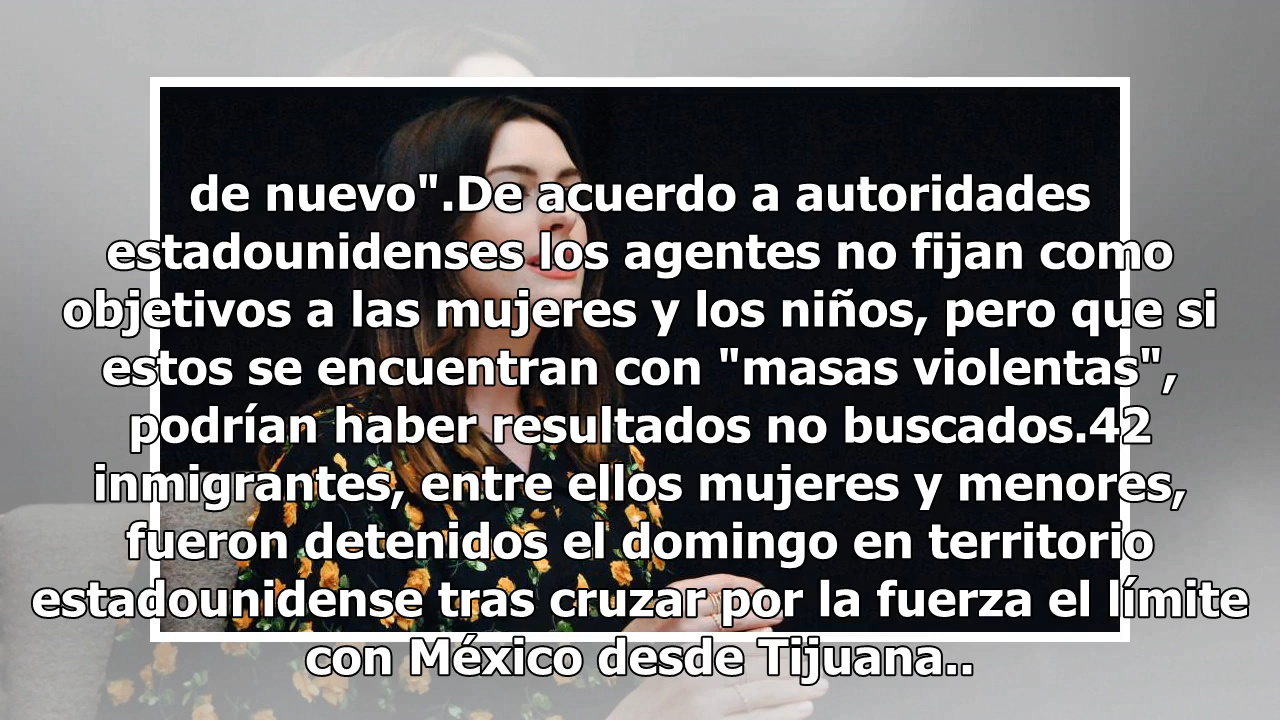 de nuevo".De acuerdo a autoridades
estadounidenses los agentes no fijan como
objetivos a las mujeres y los niños, pero que si
estos se encuentran con "masas violentas",
podrían haber resultados no buscados.42
inmigrantes, entre ellos mujeres y menores,
fueron detenidos el domingo en territorio
estadounidense tras cruzar por la fuerza el límite
con México desde Tijuana..